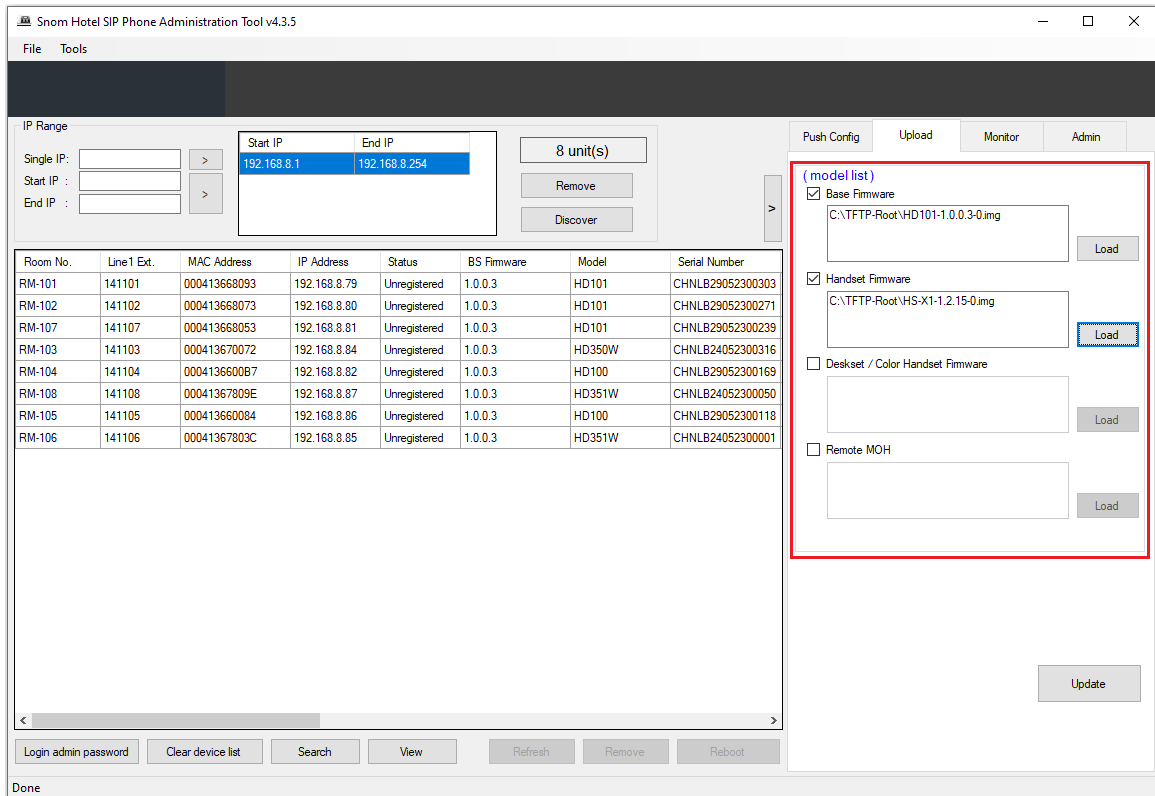 Snom Hotel SIP Phone Administration Tool v4.3.5
File Tools
IP Range
Single IP: >
Start IP :
End IP :
>
Start IP End IP
192.168.8.1 192.168.8.254
8 unit(s)
Remove
Discover
>
Room No. Line1 Ext. MAC Address IP Address Status BS Firmware Model Serial Number
RM-101 141101 000413668093 192.168.8.79 Unregistered 1.0.0.3 HD101 CHNLB29052300303
RM-102 141102 000413668073 192.168.8.80 Unregistered 1.0.0.3 HD101 CHNLB29052300271
RM-107 141107 000413668053 192.168.8.81 Unregistered 1.0.0.3 HD101 CHNLB29052300239
RM-103 141103 000413670072 192.168.8.84 Unregistered 1.0.0.3 HD350W CHNLB24052300316
RM-104 141104 0004136600B7 192.168.8.82 Unregistered 1.0.0.3 HD100 CHNLB29052300169
RM-108 141108 00041367809E 192.168.8.87 Unregistered 1.0.0.3 HD351W CHNLB24052300050
RM-105 141105 000413660084 192.168.8.86 Unregistered 1.0.0.3 HD100 CHNLB29052300118
RM-106 141106 00041367803C 192.168.8.85 Unregistered 1.0.0.3 HD351W CHNLB24052300001
Login admin password Clear device list Search View Refresh Remove Reboot
Push Config Upload Monitor Admin
( model list )
Base Firmware
C:\TFTP-Root\HD101-1.0.0.3-0.img
Load
Handset Firmware
C:\TFTP-Root\HS-X1-1.2.15-0.img
Load
Deskset / Color Handset Firmware
Load
Remote MOH
Load
Update
Done